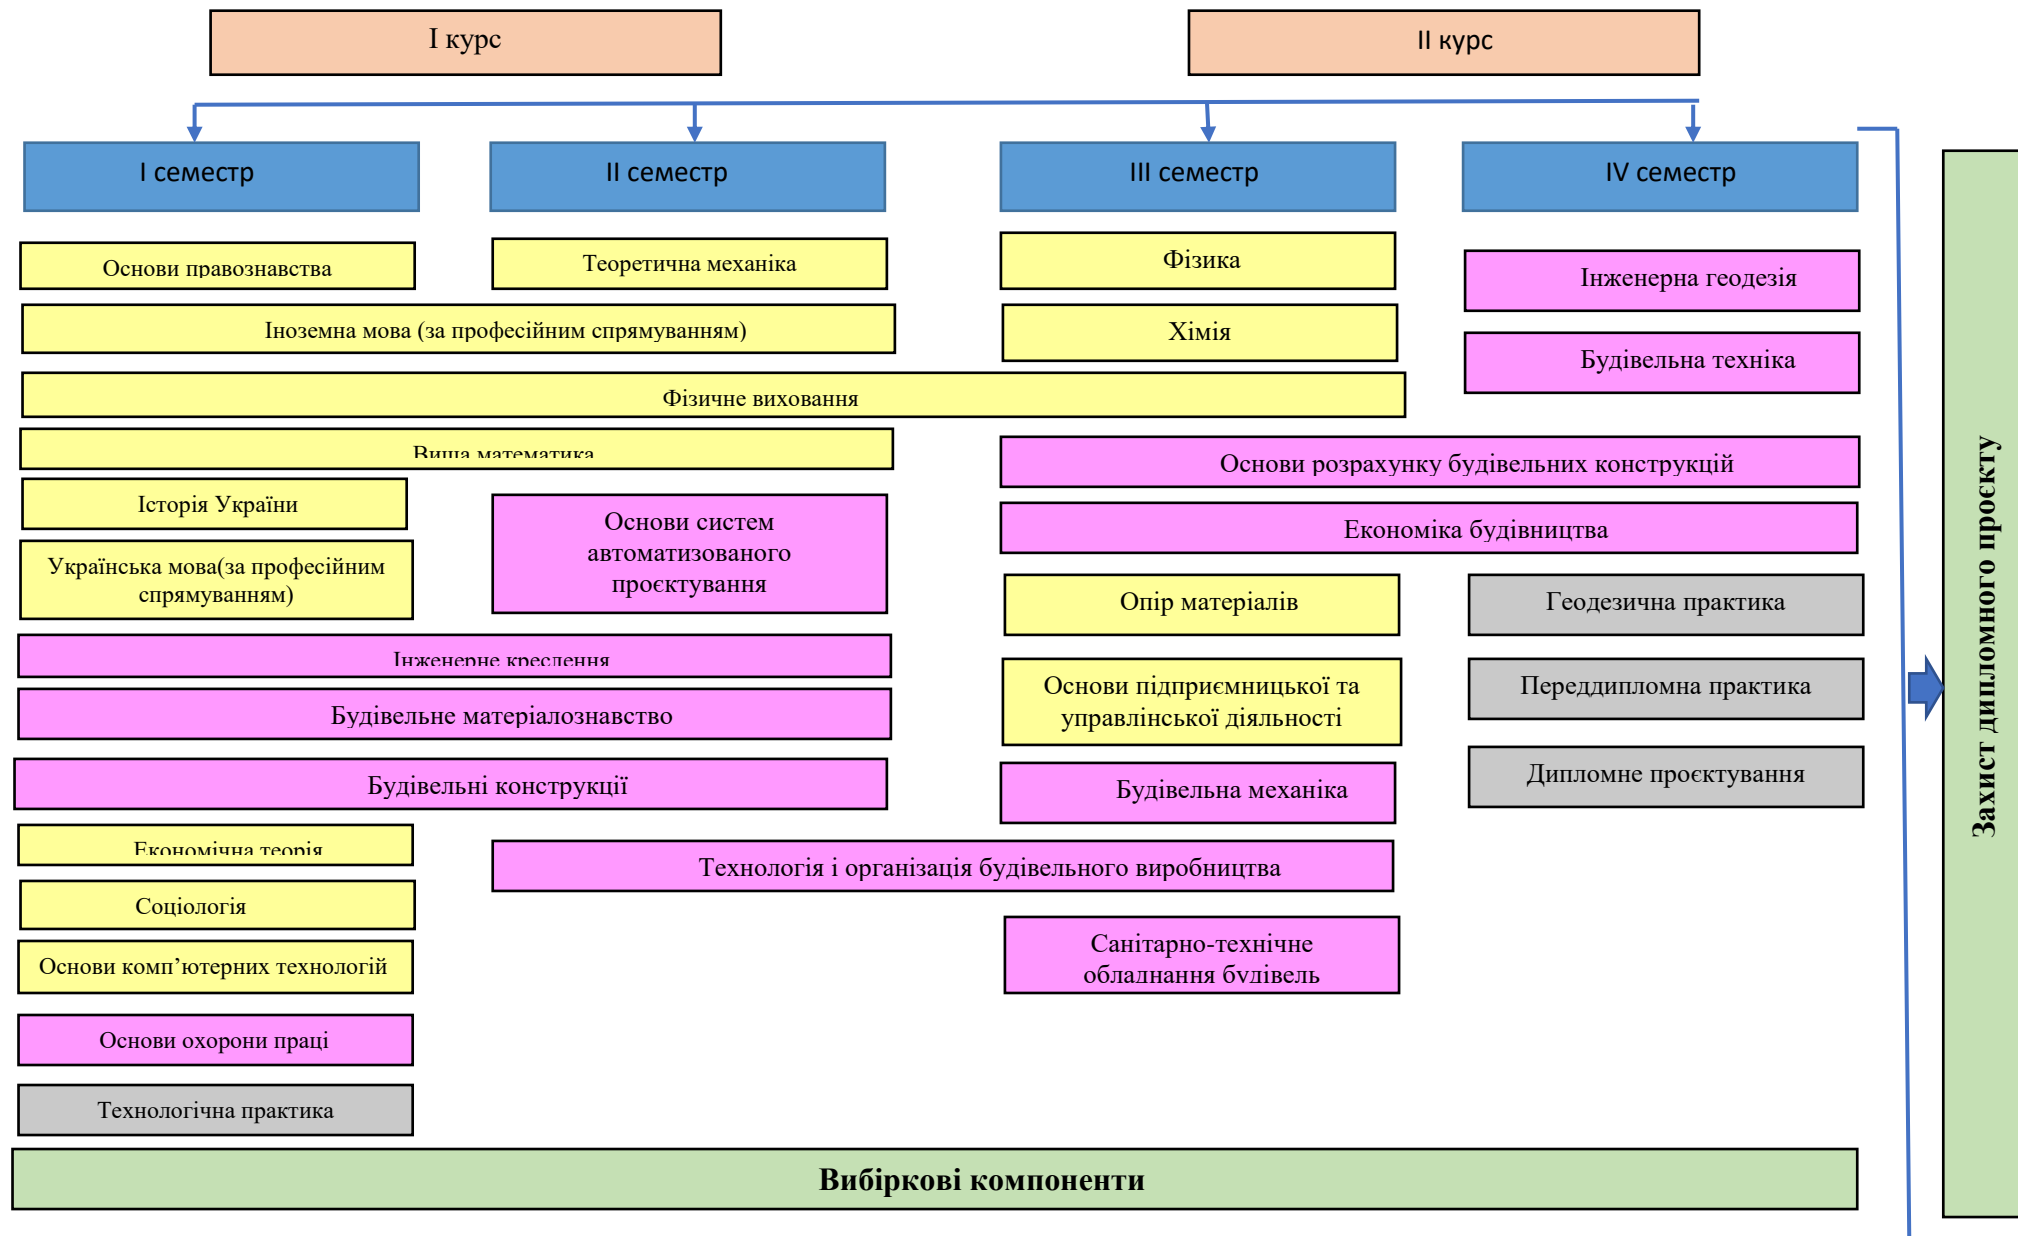 І курс
ІІ курс
І семестр
ІІ семестр
ІІІ семестр
ІV семестр
Основи правознавства
Теоретична механіка
Фізика
Інженерна геодезія
Іноземна мова (за професійним спрямуванням)
Хімія
Будівельна техніка
Фізичне виховання
Вища математика
Основи розрахунку будівельних конструкцій
Історія України
Основи систем
автоматизованого
проєктування
Економіка будівництва
Українська мова(за професійним
спрямуванням)
Опір матеріалів
Геодезична практика
Інженерне креслення
Основи підприємницької та
управлінської діяльності
Переддипломна практика
Будівельне матеріалознавство
Будівельні конструкції
Будівельна механіка
Дипломне проєктування
Економічна теорія
Технологія і організація будівельного виробництва
Соціологія
Санітарно-технічне
обладнання будівель
Основи комп’ютерних технологій
Основи охорони праці
Технологічна практика
Вибіркові компоненти
Захист дипломного проєкту